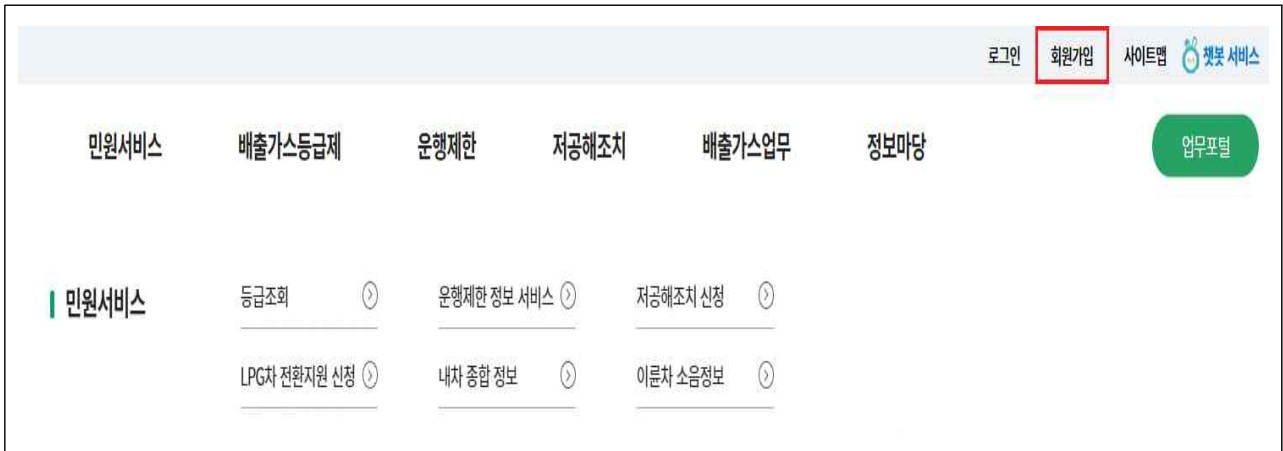 로그인 회원가입 사이트맵 챗봇 서비스
민원서비스 배출가스등급제 운행제한 저공해조치 배출가스업무 정보마당 업무포털
민원서비스 등급조회 운행제한 정보 서비스 저공해조치 신청
LPG차 전환지원 신청 내차 종합 정보 이륜차 소음정보